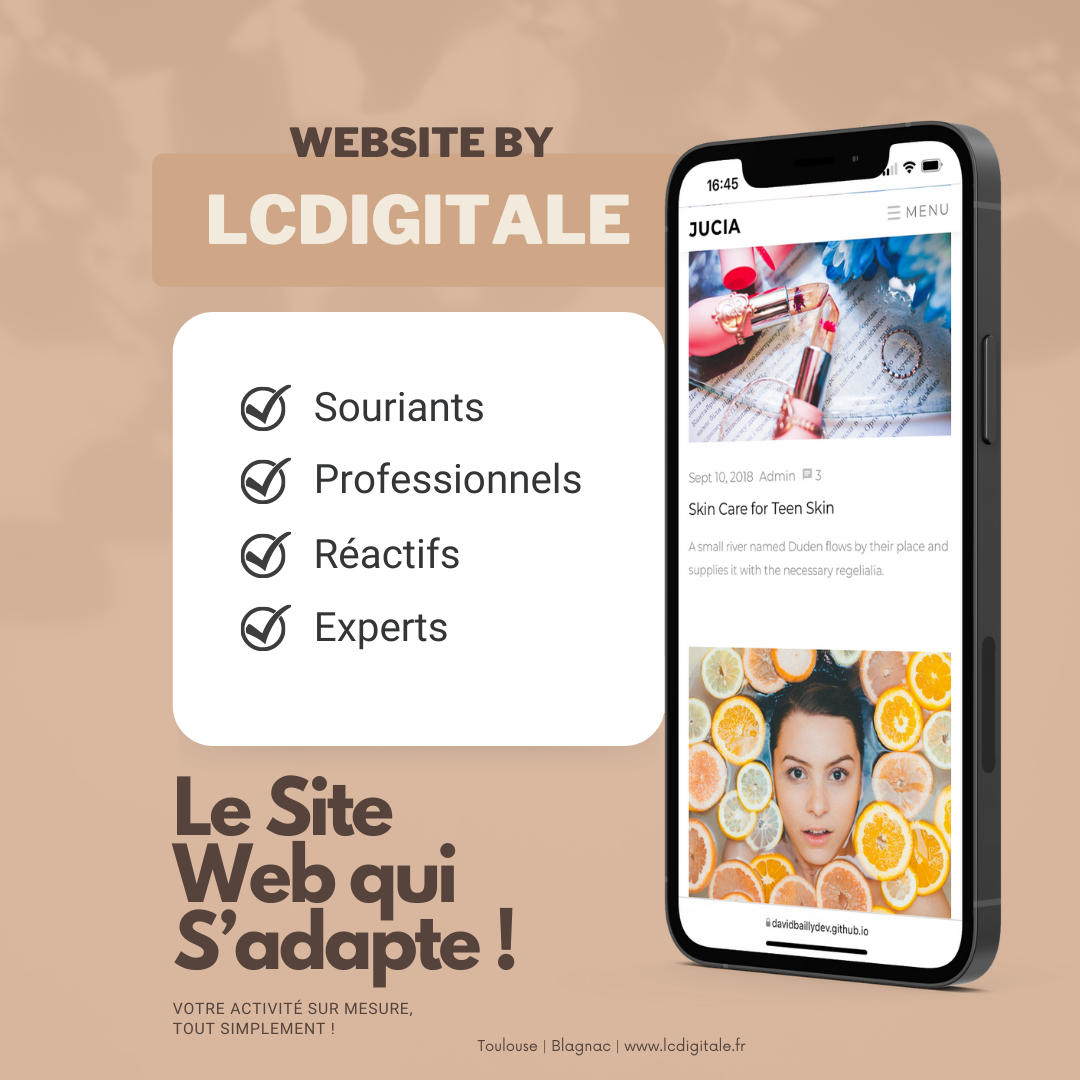 WEBSITE BY
LCDIGITALE
Souriants
Professionnels
Réactifs
Experts
Le Site
Web qui
S’adapte !
VOTRE ACTIVITÉ SUR MESURE,
TOUT SIMPLEMENT !
Toulouse | Blagnac | www.lcdigitale.fr
16:45
JUCIA
MENU
Sept 10, 2018 Admin 3
Skin Care for Teen Skin
A small river named Duden flows by their place and
supplies it with the necessary regelialia.
davidbaillydev.github.io